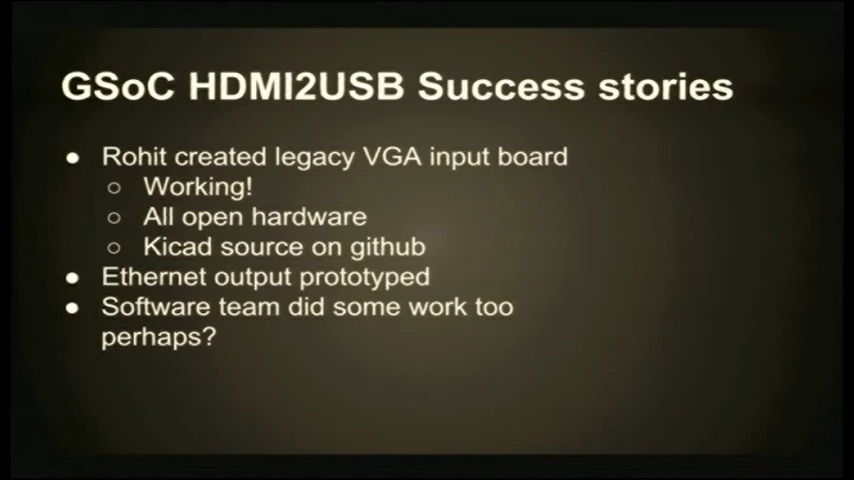 GSoC HDMI2USB Success stories
● Rohit created legacy VGA input board
○ Working!
○ All open hardware
○ Kicad source on github
● Ethernet output prototyped
● Software team did some work too
perhaps?